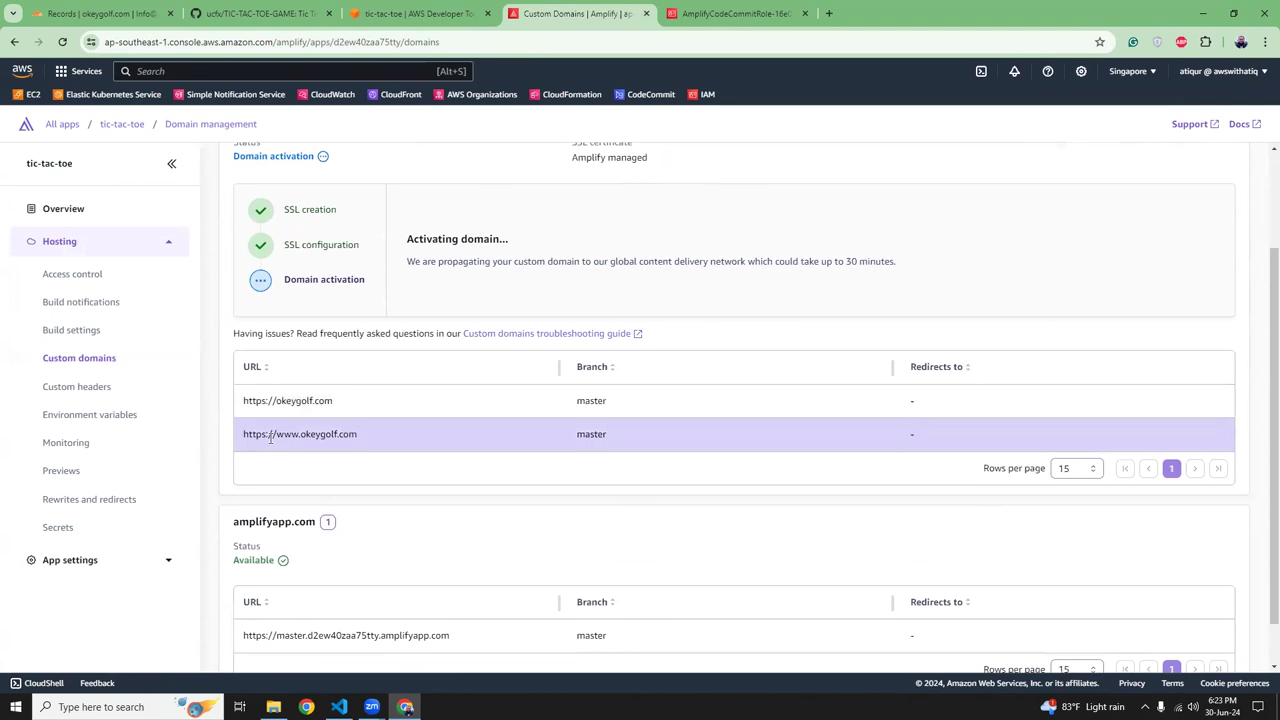 Records | okeygolf.com | Info@
ucfx/TIC-TAC-TOE-GAME: Tic T
tic-tac-toe | AWS Developer To
Custom Domains | Amplify | ap
AmplifyCodeCommitRole-16e0
ap-southeast-1.console.aws.amazon.com/amplify/apps/d2ew40zaa75tty/domains
aws Services Search [Alt+S] Singapore atiqur @ awswithatiq
EC2 Elastic Kubernetes Service Simple Notification Service CloudWatch CloudFront AWS Organizations CloudFormation CodeCommit IAM
All apps / tic-tac-toe / Domain management Support Docs
tic-tac-toe
Overview
Hosting
Access control
Build notifications
Build settings
Custom domains
Custom headers
Environment variables
Monitoring
Previews
Rewrites and redirects
Secrets
App settings
Status SSL certificate
Domain activation Amplify managed
SSL creation
SSL configuration
Domain activation
Activating domain...
We are propagating your custom domain to our global content delivery network which could take up to 30 minutes.
Having issues? Read frequently asked questions in our Custom domains troubleshooting guide
URL Branch Redirects to
https://okeygolf.com master -
https://www.okeygolf.com master -
Rows per page 15 1
amplifyapp.com 1
Status
Available
URL Branch Redirects to
https://master.d2ew40zaa75tty.amplifyapp.com master -
Rows per page 15 1
CloudShell Feedback © 2024, Amazon Web Services, Inc. or its affiliates. Privacy Terms Cookie preferences
Type here to search 83°F Light rain 6:23 PM
30-Jun-24